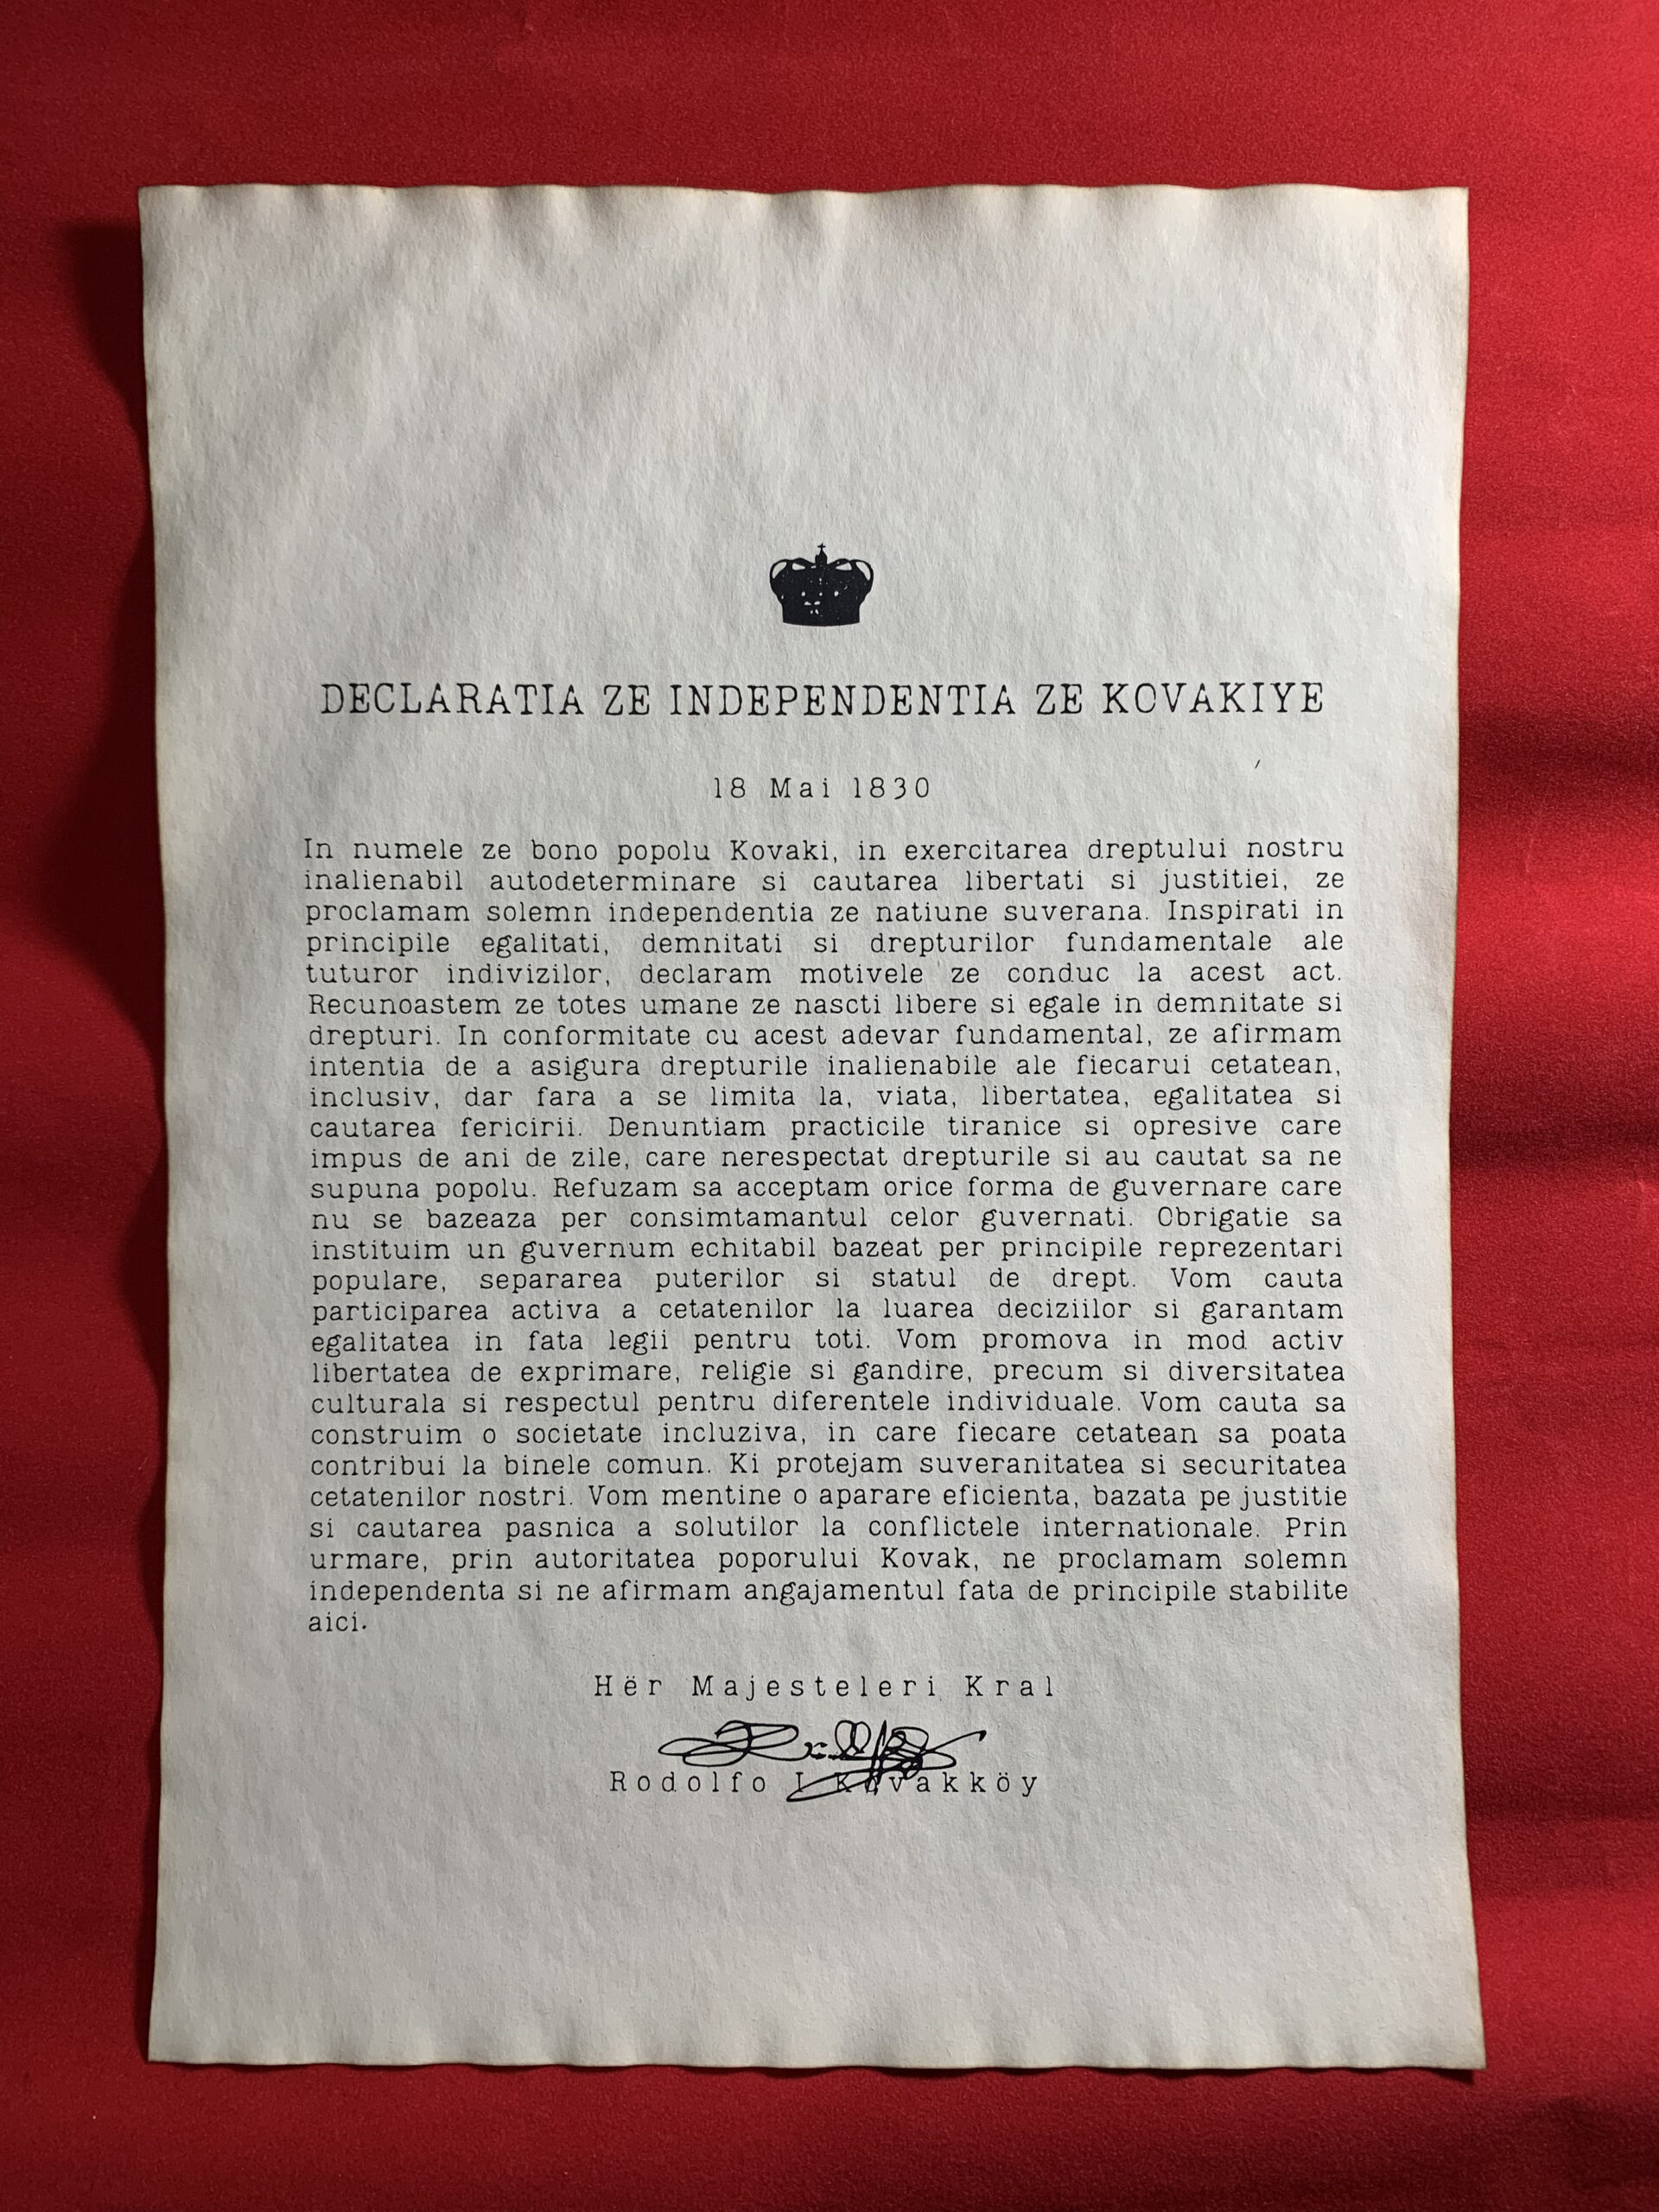 DECLARATIA ZE INDEPENDENTIA ZE KOVAKIYE
18 Mai 1830
In numele ze bono popolu Kovaki, in exercitarea dreptului nostru
inalienabil autodeterminare si cautarea libertati si justitiei, ze
proclamam solemn independentia ze natiune suverana. Inspirati in
principile egalitati, demnitati si drepturilor fundamentale ale
tuturor indivizilor, declaram motivele ze conduc la acest act.
Recunoastem ze totes umane ze nascti libere si egale in demnitate si
drepturi. In conformitate cu acest adevar fundamental, ze afirmam
intentia de a asigura drepturile inalienabile ale fiecarui cetatean,
inclusiv, dar fara a se limita la, viata, libertatea, egalitatea si
cautarea fericirii. Denuntiam practicile tiranice si opresive care
impus de ani de zile, care nerespectat drepturile si au cautat sa ne
supuna popolu. Refuzam sa acceptam orice forma de guvernare care
nu se bazeaza per consimtamantul celor guvernati. Obrigatie sa
instituim un guvernum echitabil bazeat per principile reprezentari
populare, separarea puterilor si statul de drept. Vom cauta
participarea activa a cetatenilor la luarea deciziilor si garantam
egalitatea in fata legii pentru toti. Vom promova in mod activ
libertatea de exprimare, religie si gandire, precum si diversitatea
culturala si respectul pentru diferentele individuale. Vom cauta sa
construim o societate incluziva, in care fiecare cetatean sa poata
contribui la binele comun. Ki protejam suveranitatea si securitatea
cetatenilor nostri. Vom mentine o aparare eficienta, bazata pe justitie
si cautarea pasnica a solutilor la conflictele internationale. Prin
urmare, prin autoritatea poporului Kovak, ne proclamam solemn
independenta si ne afirmam angajamentul fata de principile stabilite
aici.
Hër Majesteleri Kral
Rodolfo I Kovakköy